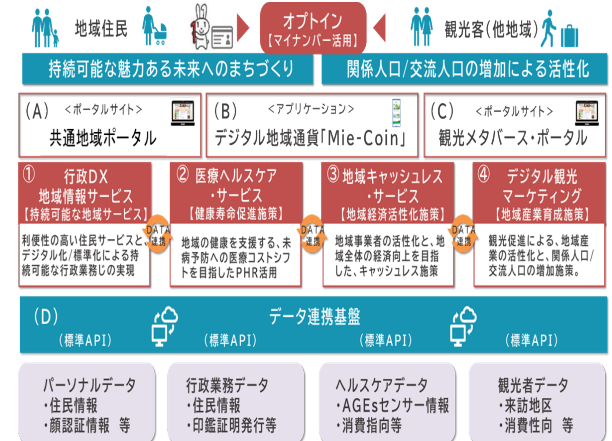 地域住民
オプトイン
【マイナンバー活用】
観光客(他地域)
持続可能な魅力ある未来へのまちづくり
関係人口/交流人口の増加による活性化
(A) <ポータルサイト>
共通地域ポータル
(B) <アプリケーション>
デジタル地域通貨「Mie-Coin」
(C) <ポータルサイト>
観光メタバース・ポータル
① 行政DX
地域情報サービス
【持続可能な地域サービス】
利便性の高い住民サービスと、
デジタル化/標準化による持
続可能な行政業務じの実現
DATA
連携
② 医療ヘルスケア
・サービス
【健康寿命促進施策】
地域の健康を支援する、未
病予防への医療コストシフ
トを目指したPHR活用
DATA
連携
③ 地域キャッシュレス
・サービス
【地域経済活性化施策】
地域事業者の活性化と、地
域全体の経済向上を目指
した、キャッシュレス施策
DATA
連携
④ デジタル観光
マーケティング
【地域産業育成施策】
観光促進による、地域産
業の活性化と、関係人口/
交流人口の増加施策。
(D)
データ連携基盤
(標準API)
(標準API)
(標準API)
(標準API)
パーソナルデータ
・住民情報
・顔認証情報 等
行政業務データ
・住民情報
・印鑑証明発行等
ヘルスケアデータ
・AGEsセンサー情報
・消費指向等
観光者データ
・来訪地区
・消費性向 等